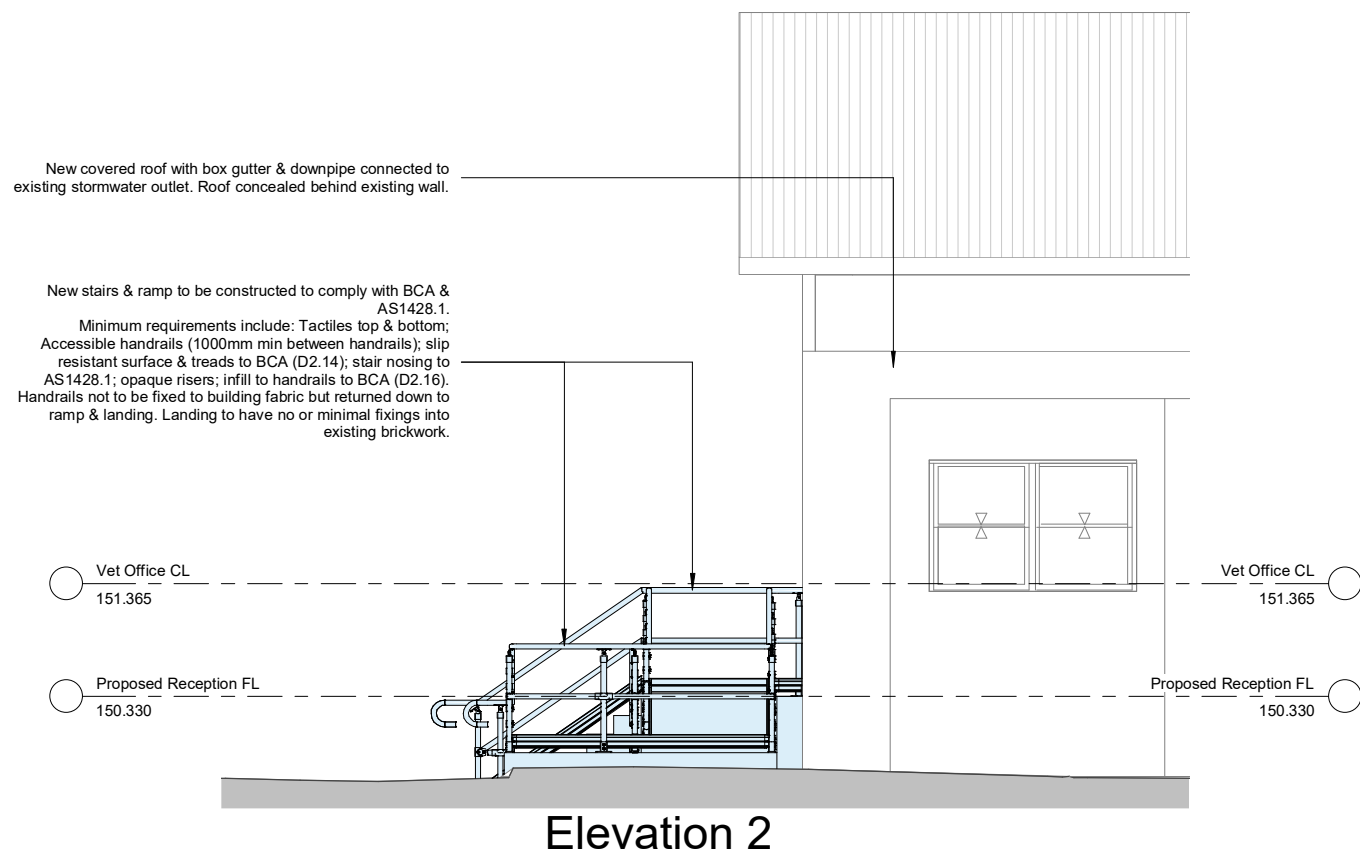 New covered roof with box gutter & downpipe connected to
existing stormwater outlet. Roof concealed behind existing wall.
New stairs & ramp to be constructed to comply with BCA &
AS1428.1.
Minimum requirements include: Tactiles top & bottom;
Accessible handrails (1000mm min between handrails); slip
resistant surface & treads to BCA (D2.14); stair nosing to
AS1428.1; opaque risers; infill to handrails to BCA (D2.16).
Handrails not to be fixed to building fabric but returned down to
ramp & landing. Landing to have no or minimal fixings into
existing brickwork.
Vet Office CL
151.365
Vet Office CL
151.365
Proposed Reception FL
150.330
Proposed Reception FL
150.330
Elevation 2